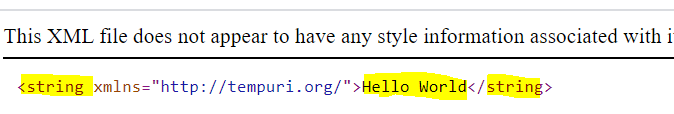 This XML file does not appear to have any style information associated with
<string xmlns="http://tempuri.org/">Hello World</string>